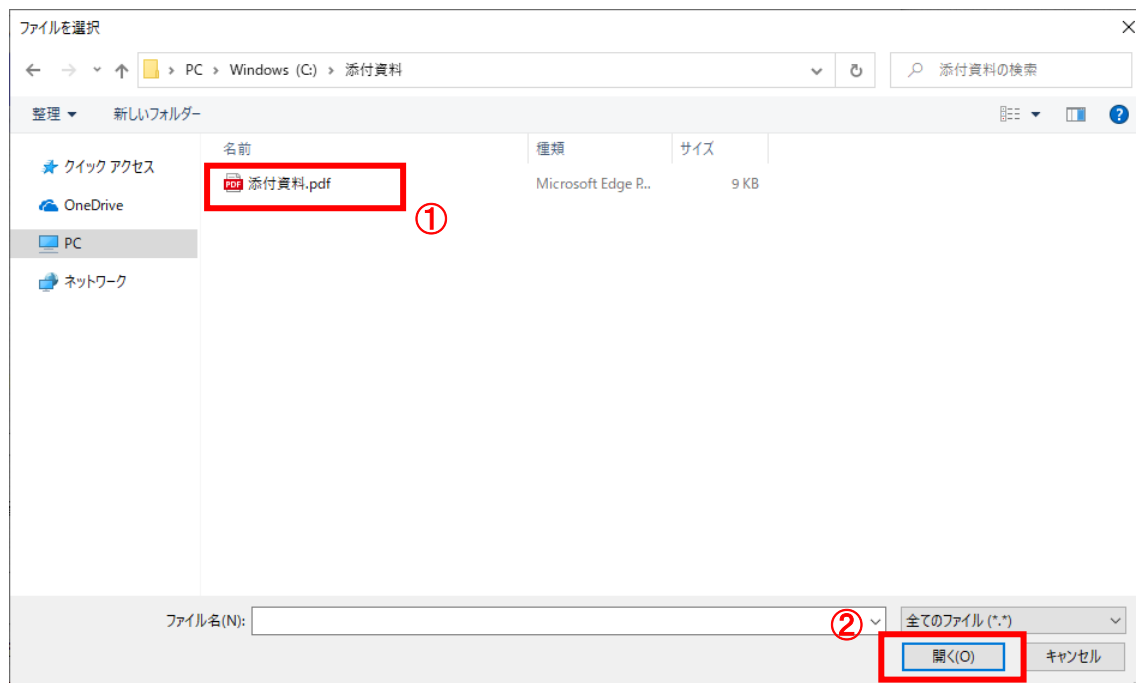 ファイルを選択
PC › Windows (C:) › 添付資料
添付資料の検索
整理
新しいフォルダー
名前
種類
サイズ
クイック アクセス
PDF 添付資料.pdf
Microsoft Edge P...
9 KB
①
OneDrive
PC
ネットワーク
ファイル名(N):
②
全てのファイル (*.*)
開く(O)
キャンセル